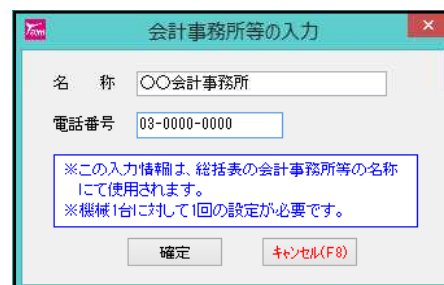 Tam
会計事務所等の入力
×
名 称 〇〇会計事務所
電話番号 03-0000-0000
※この入力情報は、総括表の会計事務所等の名称
にて使用されます。
※機械1台に対して1回の設定が必要です。
確定 キャンセル(F8)